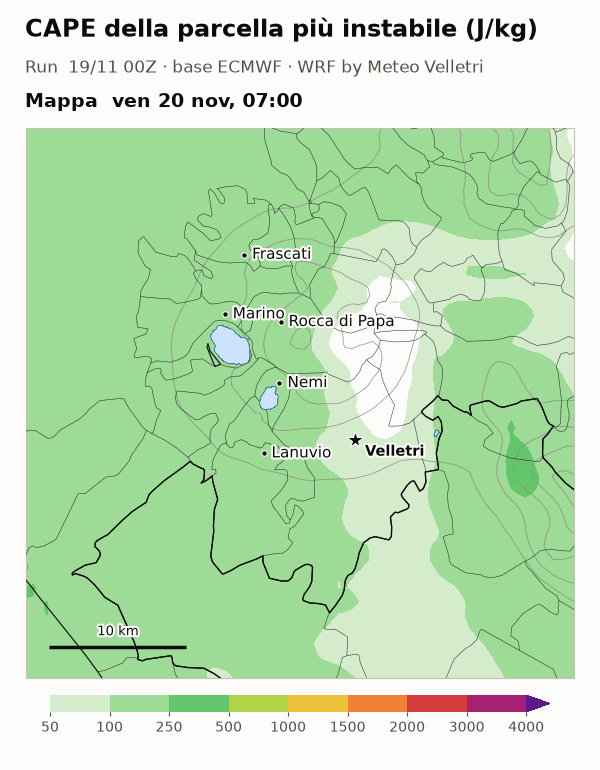 CAPE della parcella più instabile (J/kg)
Run  19/11 00Z · base ECMWF · WRF by Meteo Velletri
Mappa  ven 20 nov, 07:00
Frascati
Marino
Rocca di Papa
Nemi
Velletri
Lanuvio
10 km
50 100 250 500 1000 1500 2000 3000 4000